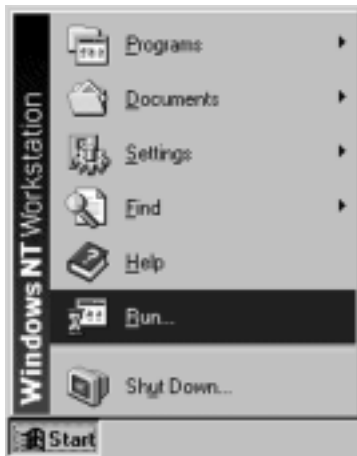 Windows NT Workstation
Programs
Documents
Settings
Find
Help
Run...
Shut Down...
Start